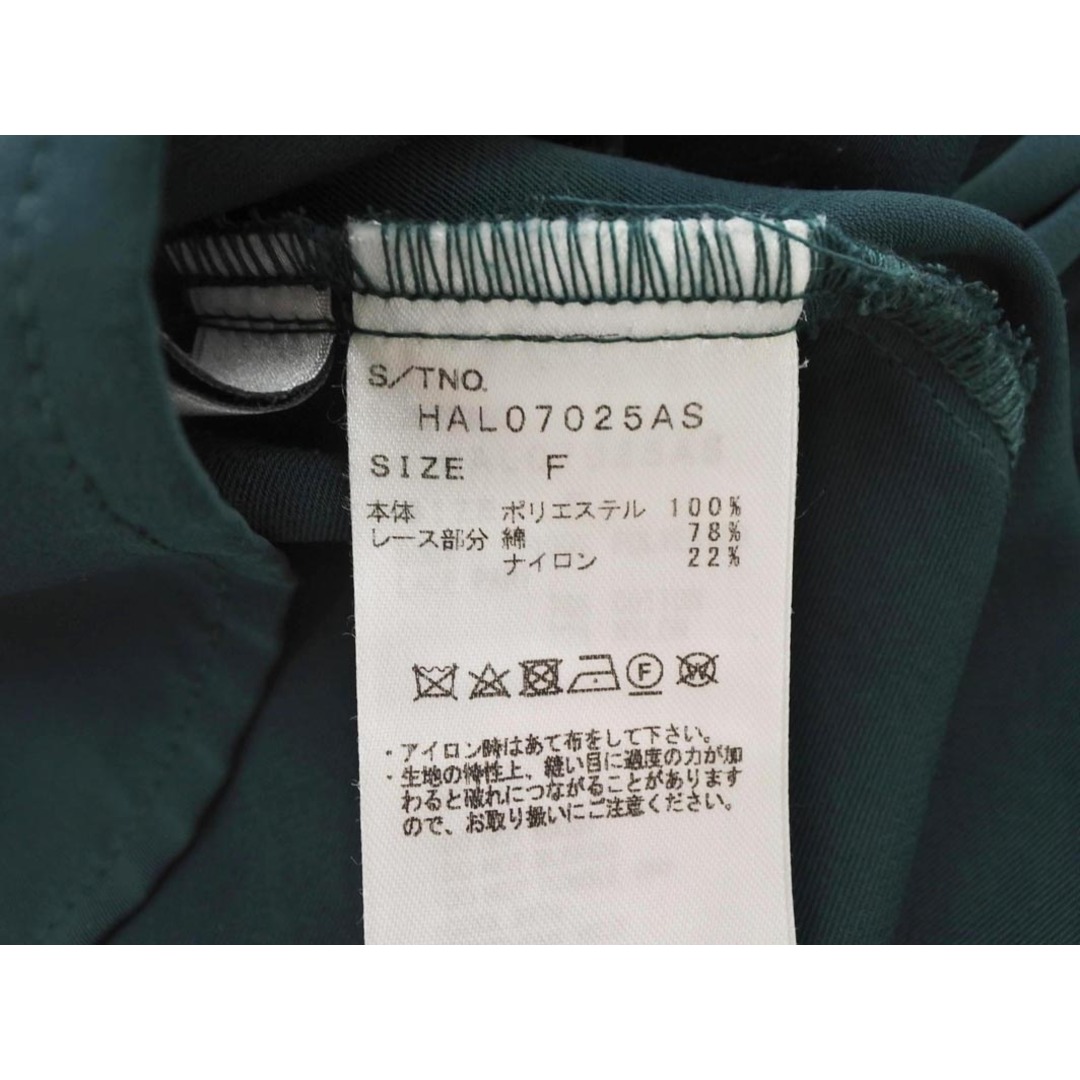 S/TNO.
HAL07025AS
SIZE F
本体 ポリエステル 100%
レース部分 綿 78%
ナイロン 22%
F
W
・アイロン時はあて布をして下さい。
・生地の特性上、縫い目に過度の力が加
わると破れにつながることがあります
ので、お取り扱いにご注意ください。